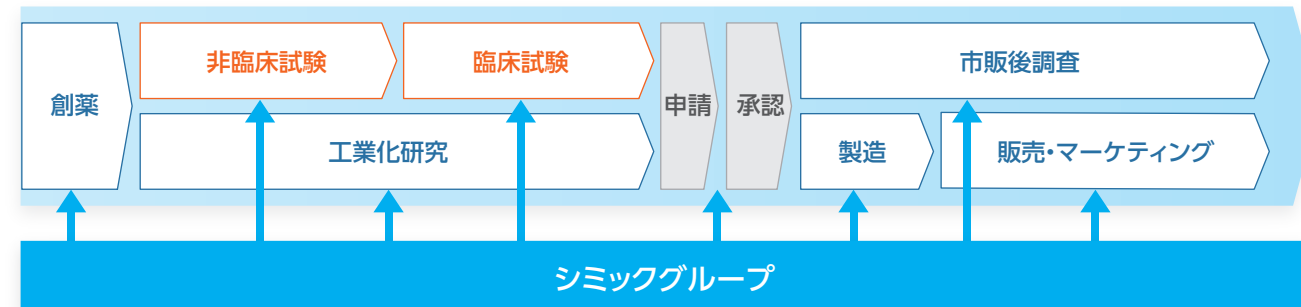 創薬
非臨床試験
臨床試験
工業化研究
申請
承認
市販後調査
製造
販売・マーケティング
シミックグループ